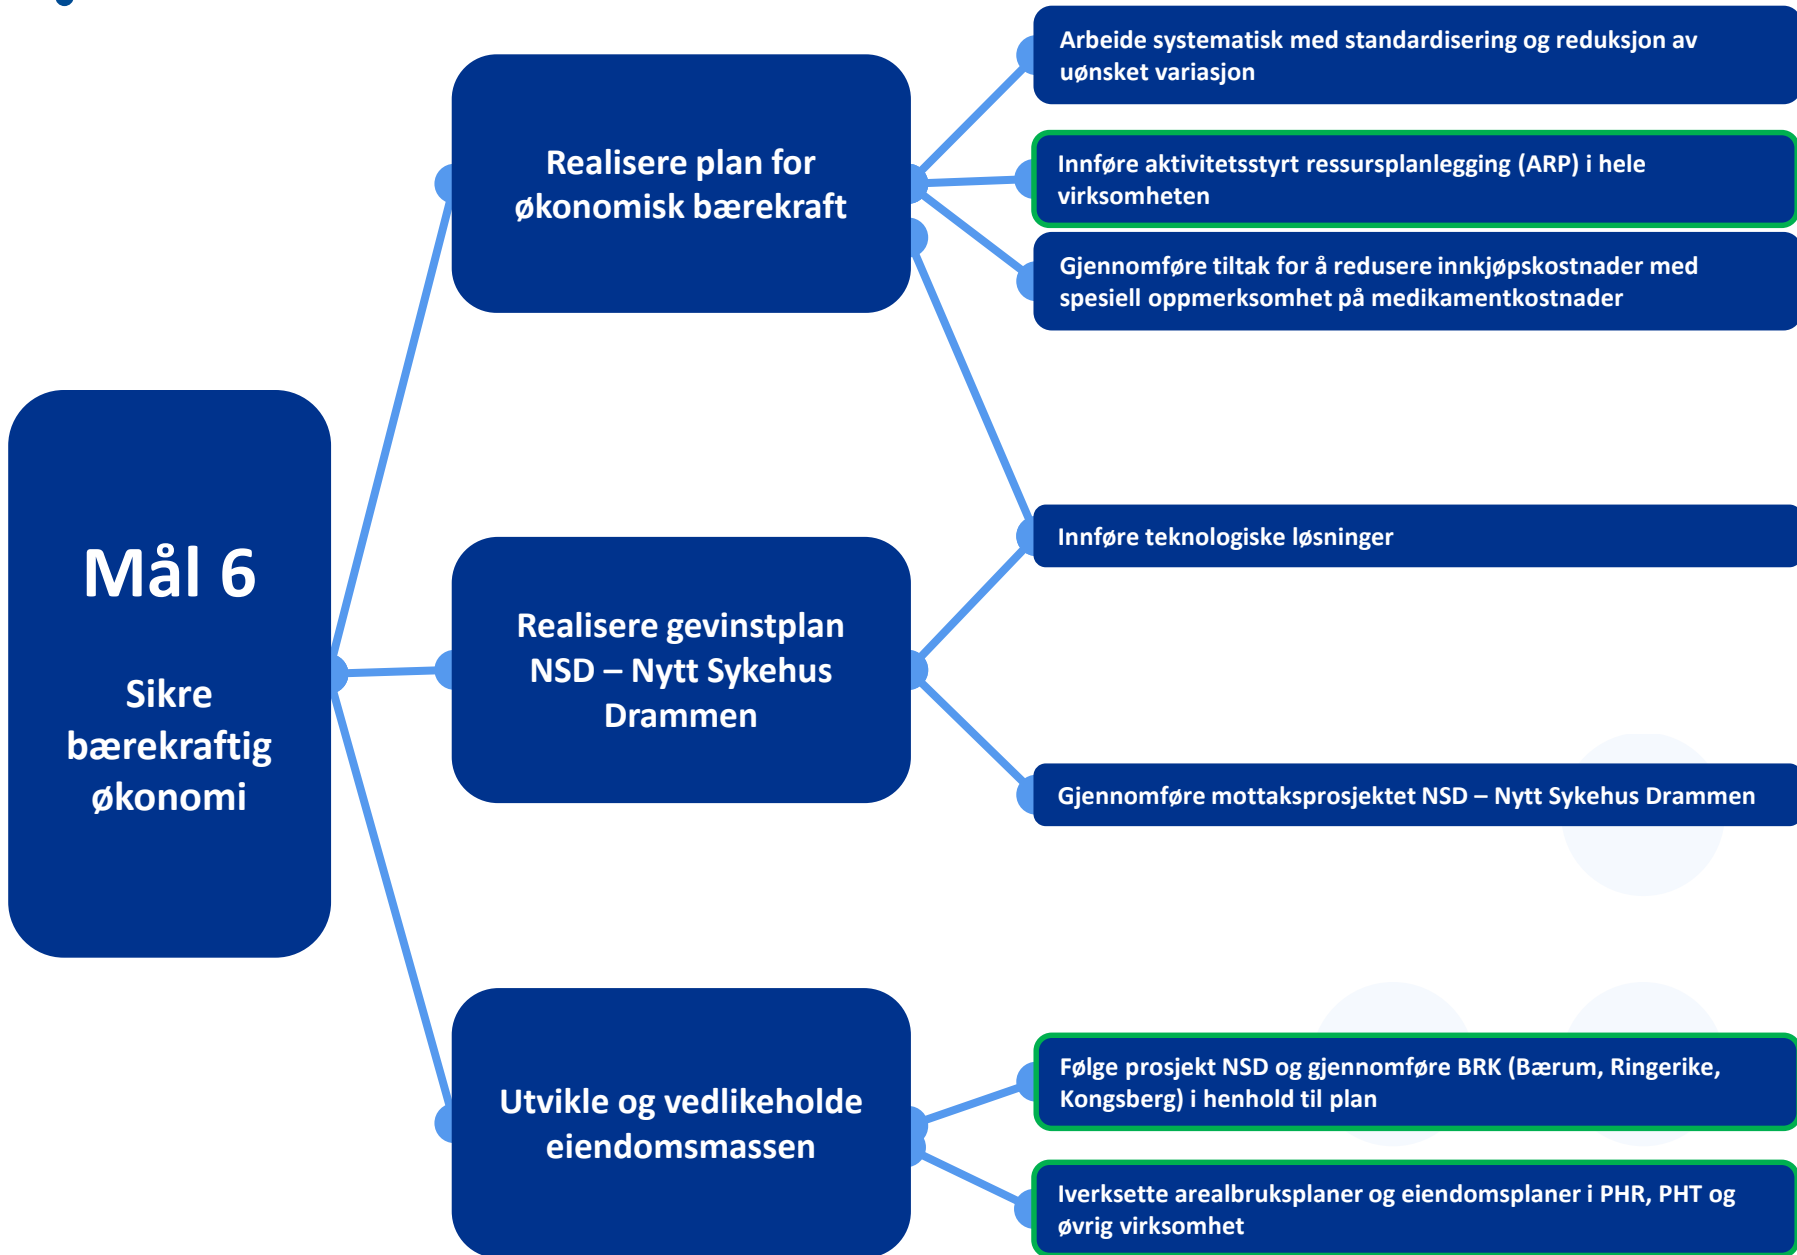 Mål 6
Sikre
bærekraftig
økonomi
Realisere plan for
økonomisk bærekraft
Arbeide systematisk med standardisering og reduksjon av
uønsket variasjon
Innføre aktivitetsstyrt ressursplanlegging (ARP) i hele
virksomheten
Gjennomføre tiltak for å redusere innkjøpskostnader med
spesiell oppmerksomhet på medikamentkostnader
Realisere gevinstplan
NSD – Nytt Sykehus
Drammen
Innføre teknologiske løsninger
Gjennomføre mottaksprosjektet NSD – Nytt Sykehus Drammen
Utvikle og vedlikeholde
eiendomsmassen
Følge prosjekt NSD og gjennomføre BRK (Bærum, Ringerike,
Kongsberg) i henhold til plan
Iverksette arealbruksplaner og eiendomsplaner i PHR, PHT og
øvrig virksomhet